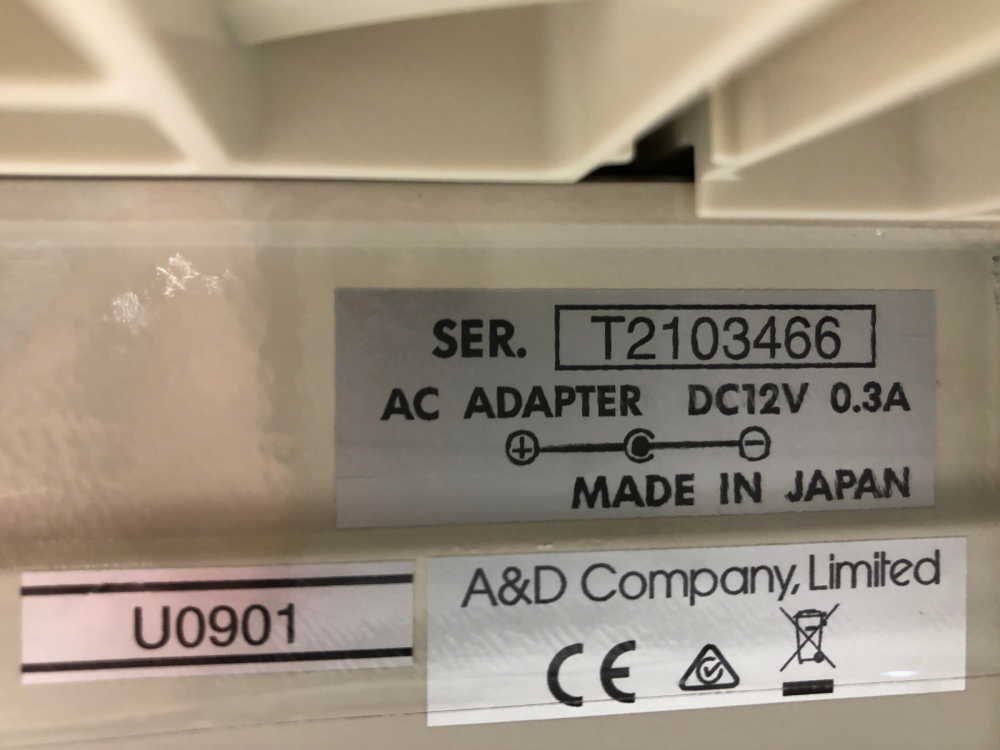 SER. T2103466
AC ADAPTER DC12V 0.3A
MADE IN JAPAN
U0901
A&D Company, Limited
CE